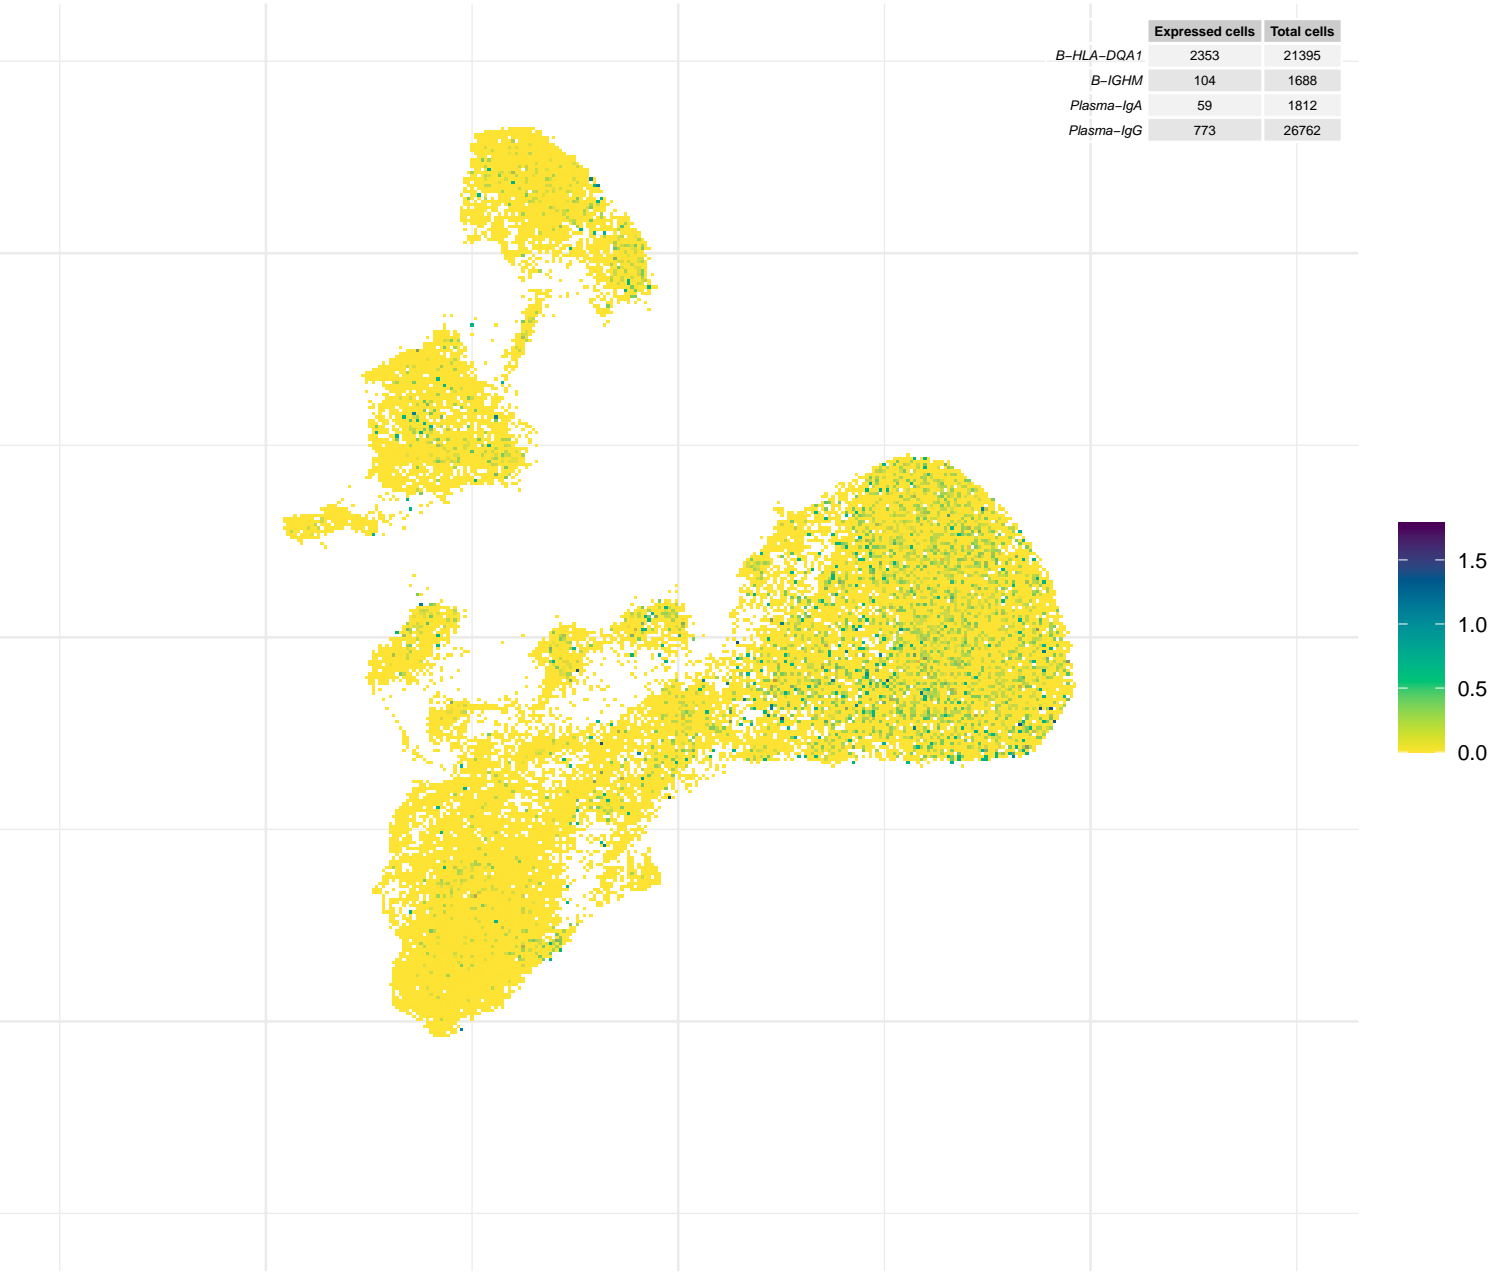 Expressed cells Total cells
B−HLA−DQA1 2353 21395
B−IGHM 104 1688
Plasma−IgA 59 1812
Plasma−IgG 773 26762
1.5
1.0
0.5
0.0